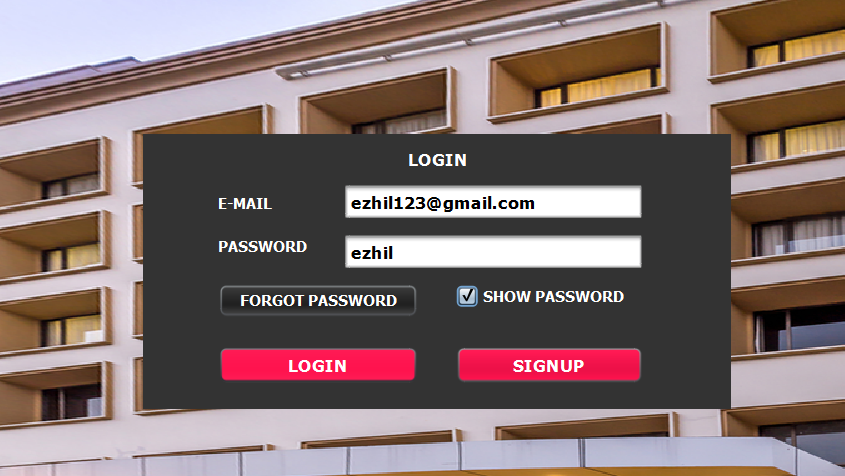 LOGIN
E-MAIL ezhil123@gmail.com
PASSWORD ezhil
FORGOT PASSWORD SHOW PASSWORD
LOGIN SIGNUP